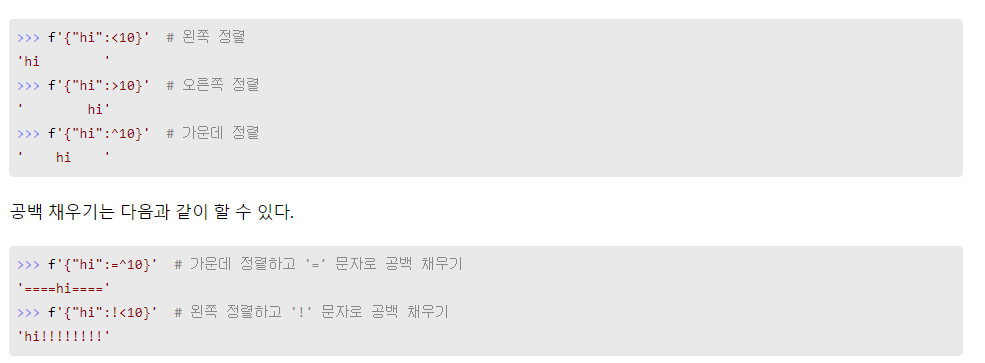 >>> f'{"hi":<10}'  # 왼쪽 정렬
'hi        '
>>> f'{"hi":>10}'  # 오른쪽 정렬
'        hi'
>>> f'{"hi":^10}'  # 가운데 정렬
'    hi    '
공백 채우기는 다음과 같이 할 수 있다.
>>> f'{"hi":=^10}'  # 가운데 정렬하고 '=' 문자로 공백 채우기
'====hi===='
>>> f'{"hi":!<10}'  # 왼쪽 정렬하고 '!' 문자로 공백 채우기
'hi!!!!!!!!'